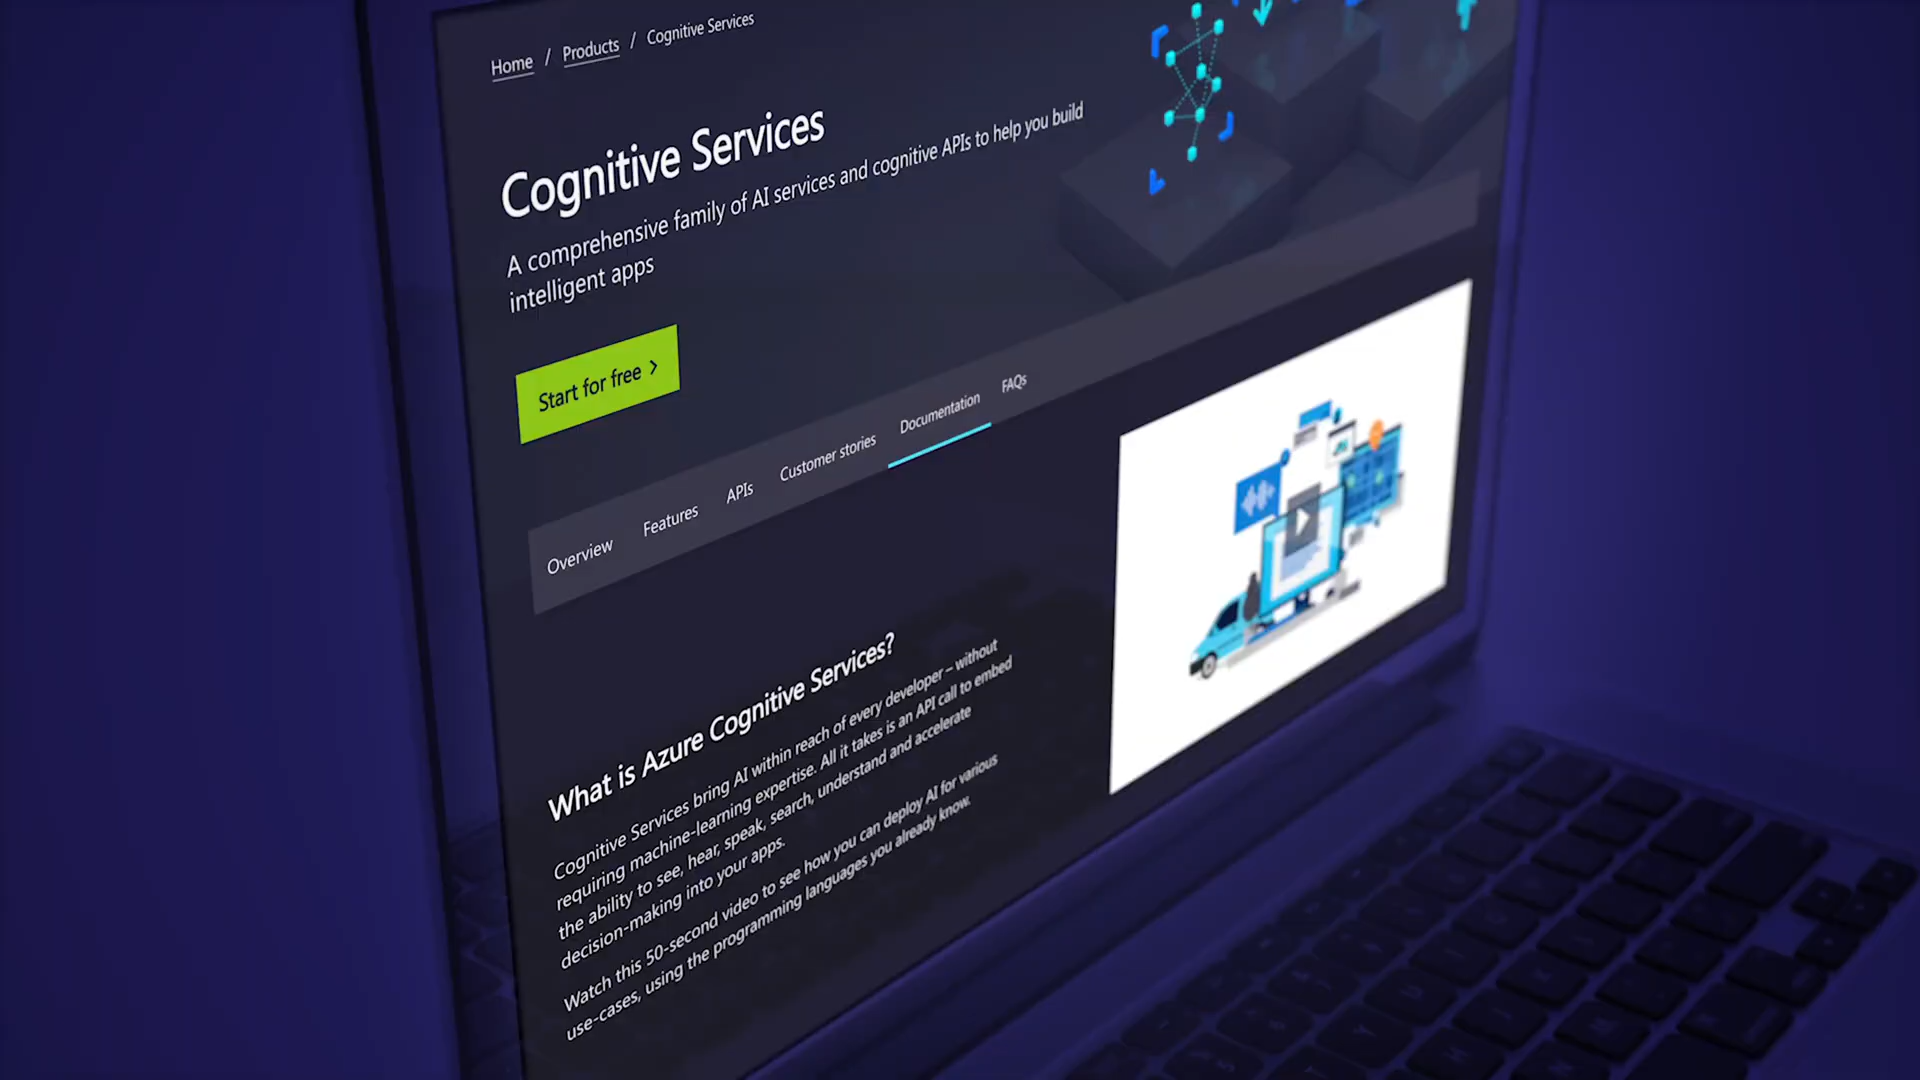 Home / Products / Cognitive Services
Cognitive Services
A comprehensive family of AI services and cognitive APIs to help you build
intelligent apps
Start for free >
Overview Features APIs Customer stories Documentation FAQs
What is Azure Cognitive Services?
Cognitive Services bring AI within reach of every developer – without
requiring machine-learning expertise. All it takes is an API call to embed
the ability to see, hear, speak, search, understand and accelerate
decision-making into your apps.
Watch this 50-second video to see how you can deploy AI for various
use-cases, using the programming languages you already know.